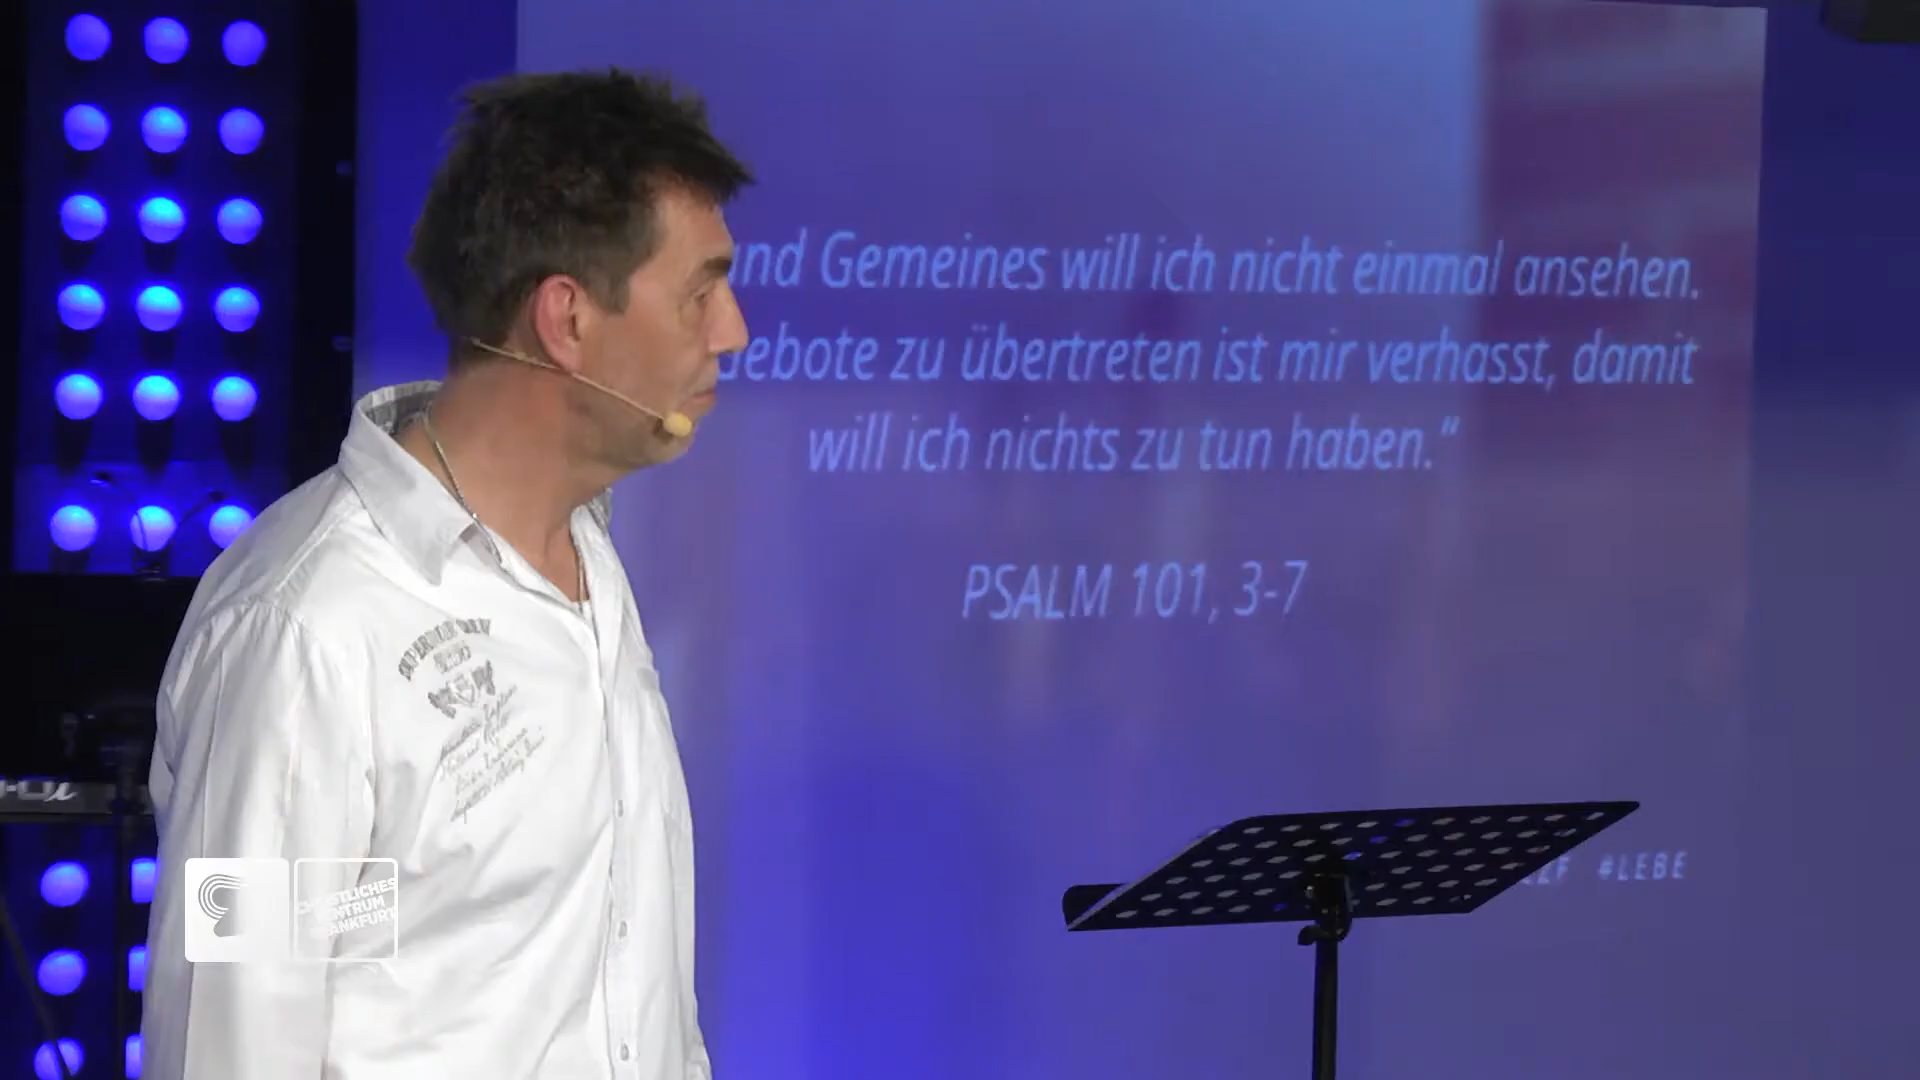 und Gemeines will ich nicht einmal ansehen.
Gebote zu übertreten ist mir verhasst, damit
will ich nichts zu tun haben.“
PSALM 101, 3-7
#LEBE
CHRISTLICHES
ZENTRUM
FRANKFURT